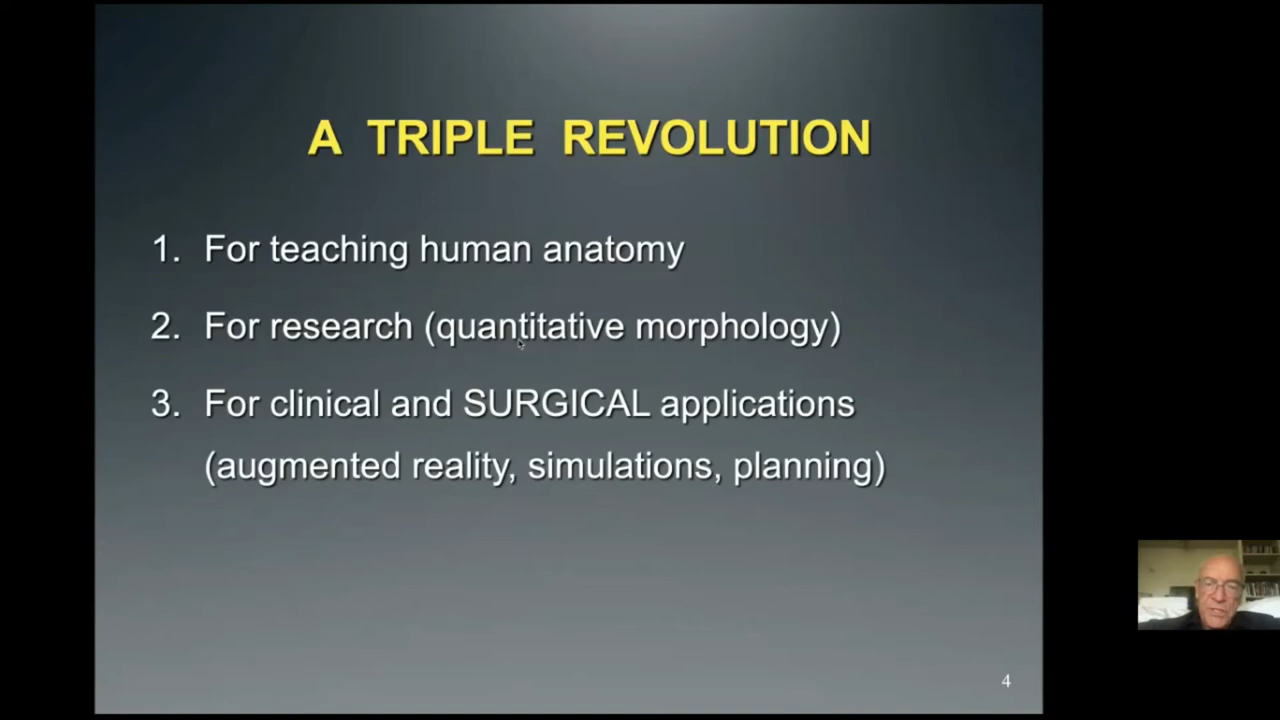 A TRIPLE REVOLUTION
1. For teaching human anatomy
2. For research (quantitative morphology)
3. For clinical and SURGICAL applications
(augmented reality, simulations, planning)
4